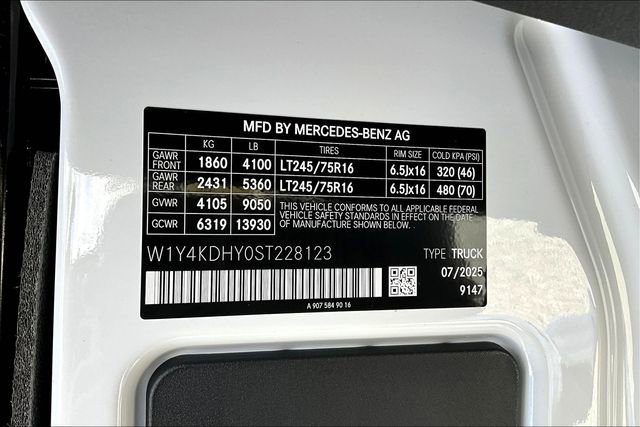 MFD BY MERCEDES-BENZ AG
KG LB TIRES RIM SIZE COLD KPA (PSI)
GAWR FRONT 1860 4100 LT245/75R16 6.5Jx16 320 (46)
GAWR REAR 2431 5360 LT245/75R16 6.5Jx16 480 (70)
GVWR 4105 9050
GCWR 6319 13930
THIS VEHICLE CONFORMS TO ALL APPLICABLE FEDERAL
VEHICLE SAFETY STANDARDS IN EFFECT ON THE DATE
OF MANUFACTURE SHOWN BELOW.
W1Y4KDHY0ST228123 TYPE TRUCK
07/2025
9147
A 907 584 90 16